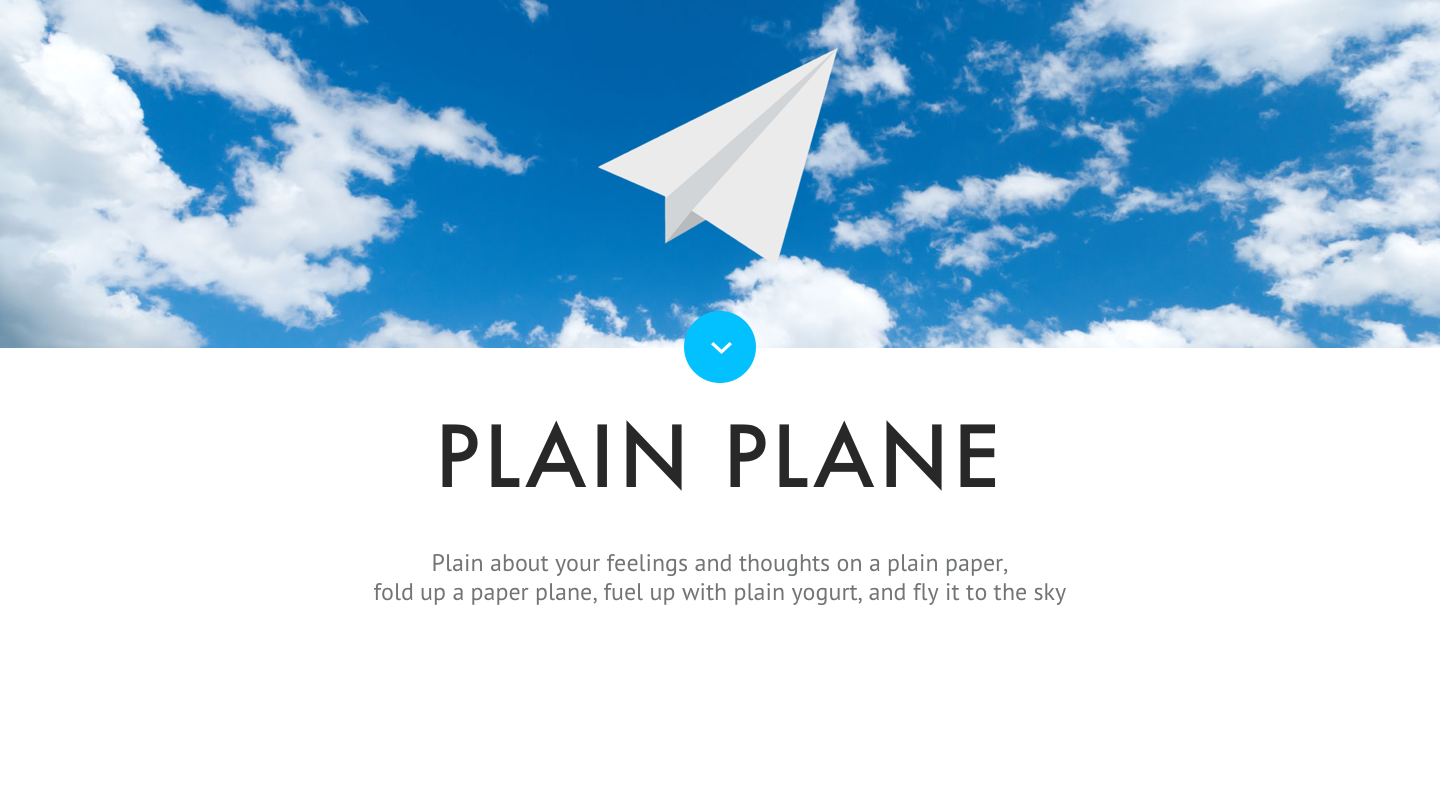 PLAIN PLANE
Plain about your feelings and thoughts on a plain paper,
fold up a paper plane, fuel up with plain yogurt, and fly it to the sky